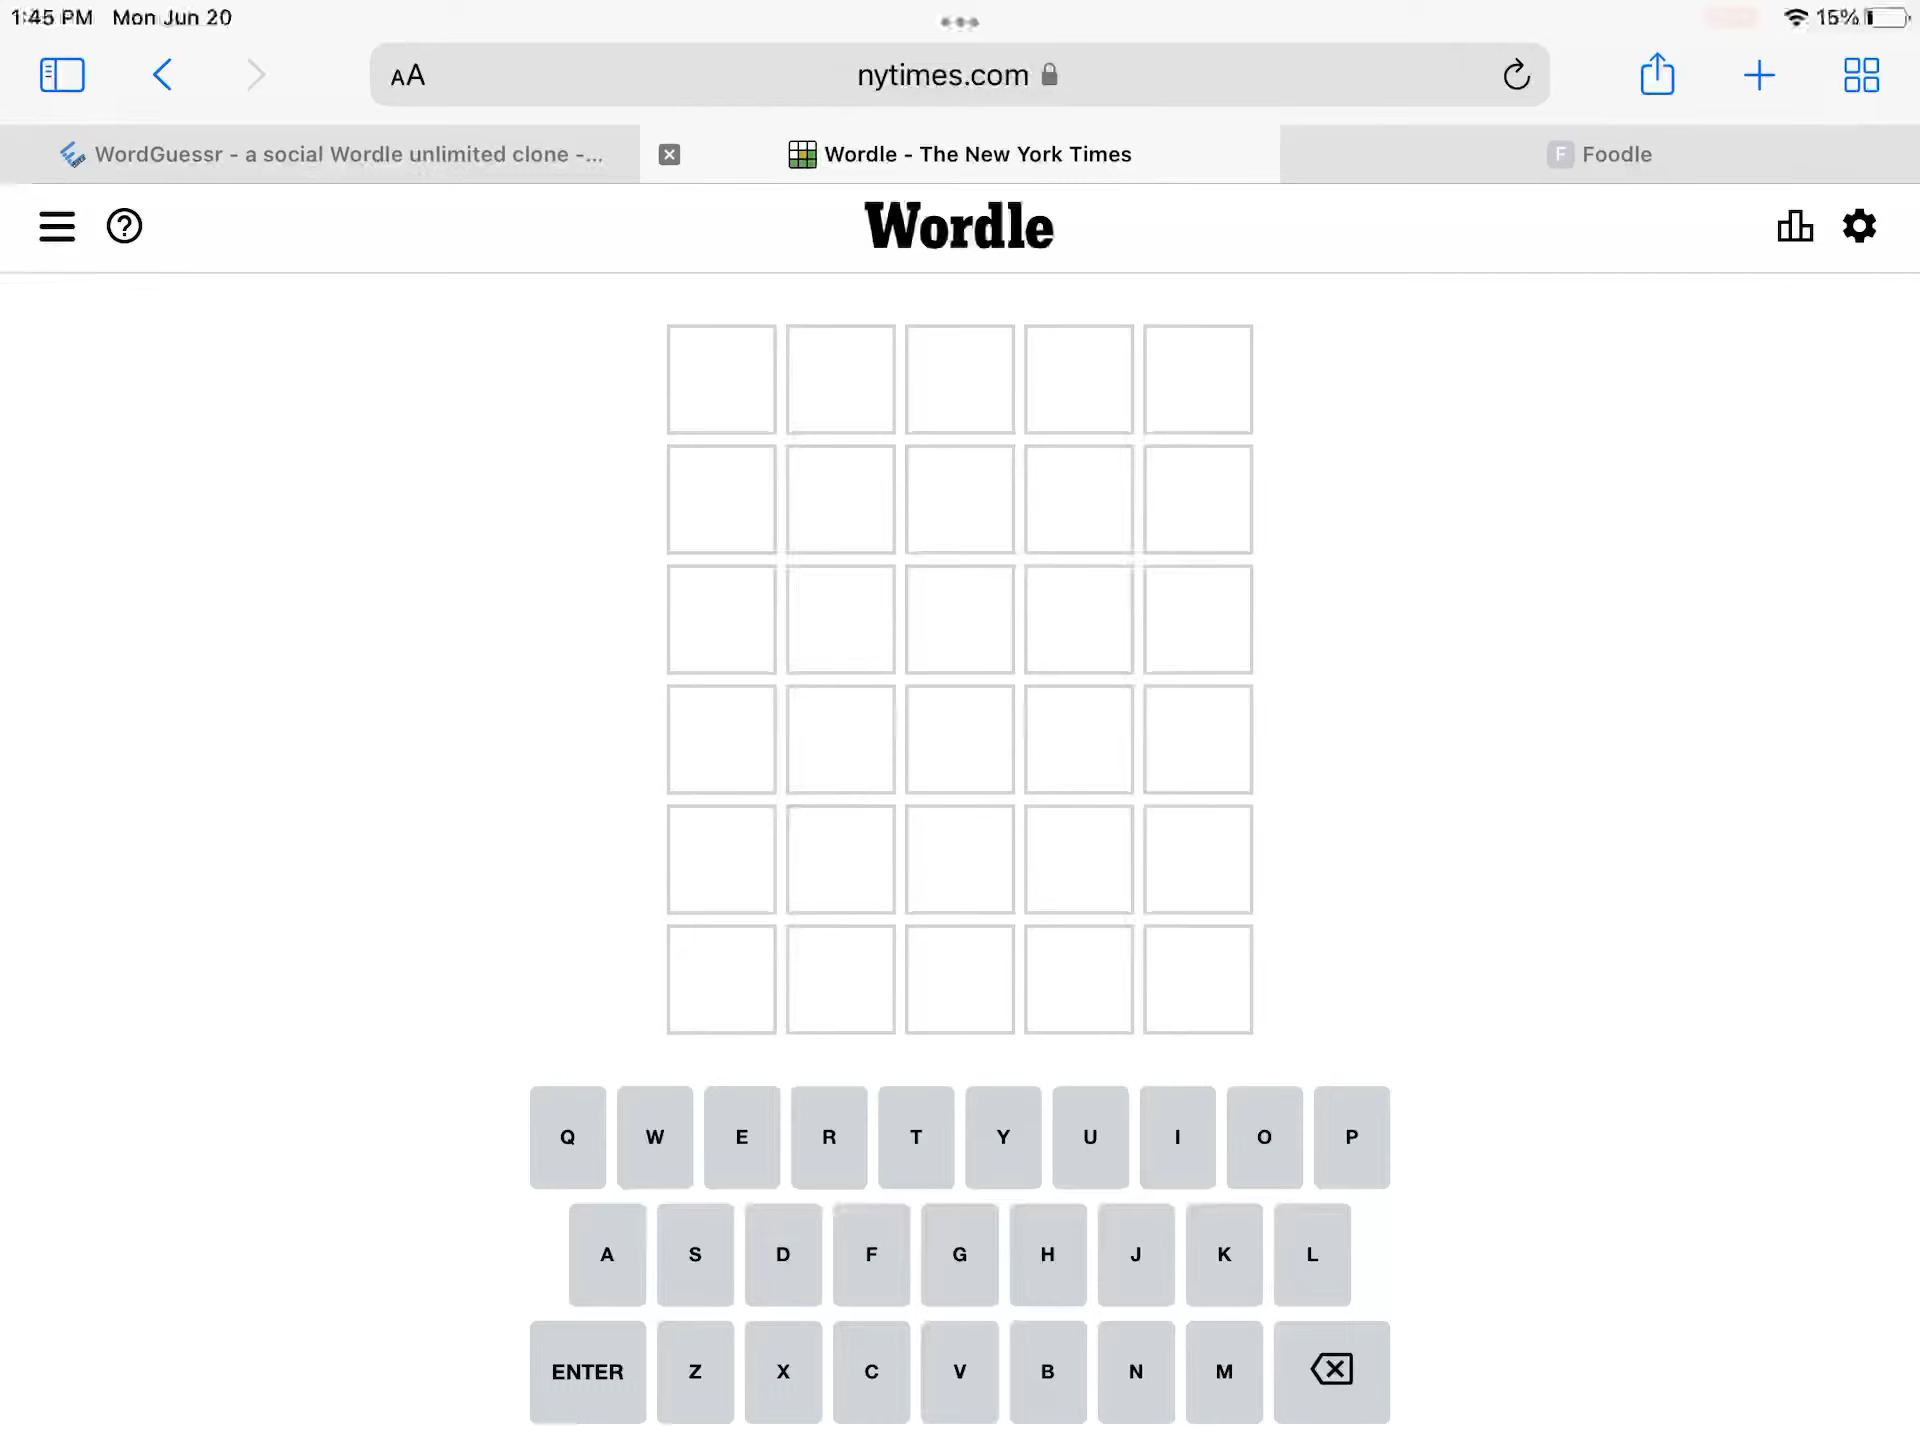 1:45 PM Mon Jun 20
15%
AA nytimes.com
WordGuessr - a social Wordle unlimited clone -...
Wordle - The New York Times
F Foodle
Wordle
Q W E R T Y U I O P
A S D F G H J K L
ENTER Z X C V B N M